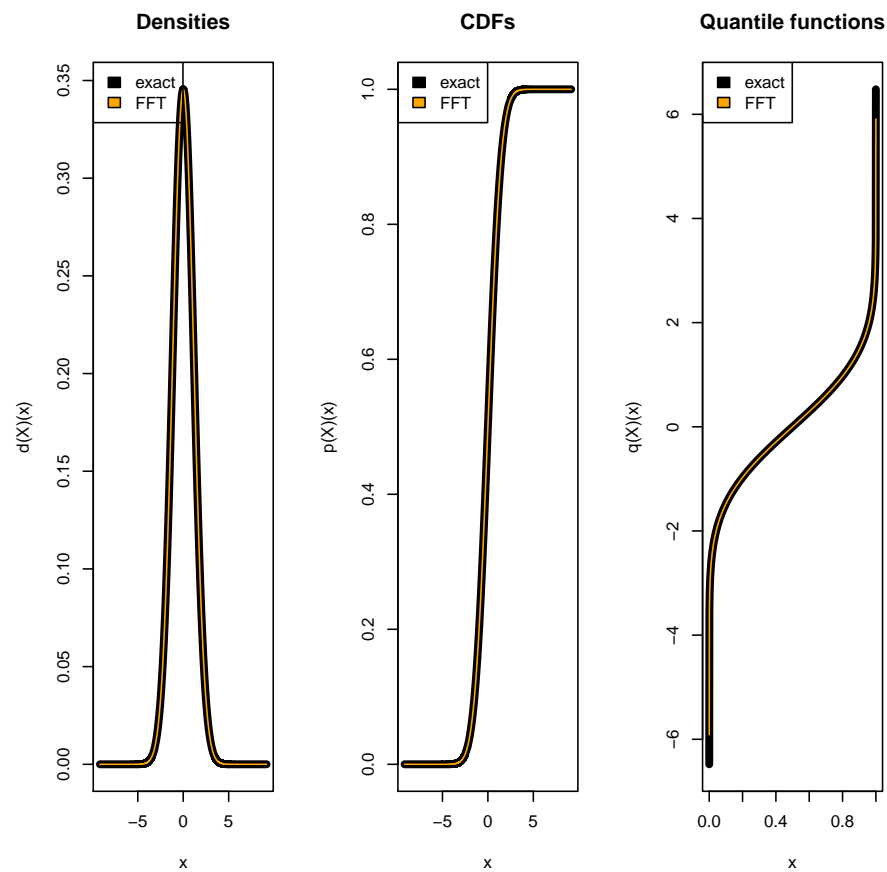 Densities
exact
FFT
0.35
0.30
0.25
0.20
0.15
0.10
0.05
0.00
d(X)(x)
−5 0 5
x
CDFs
exact
FFT
1.0
0.8
0.6
0.4
0.2
0.0
p(X)(x)
−5 0 5
x
Quantile functions
exact
FFT
6
4
2
0
−2
−4
−6
q(X)(x)
0.0 0.4 0.8
x